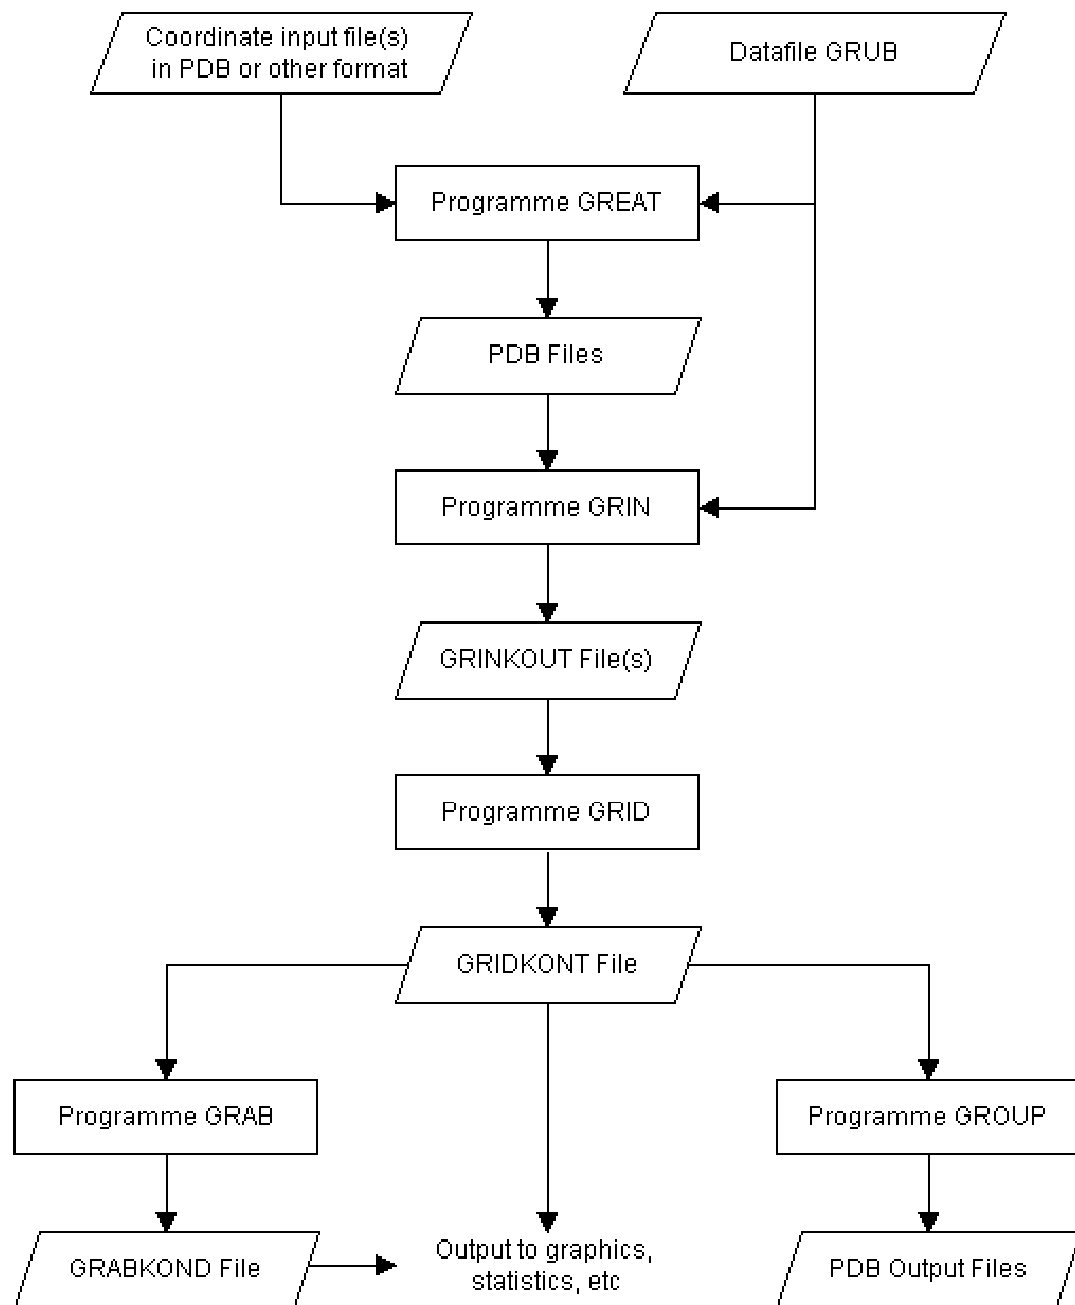 Coordinate input file(s)
in PDB or other format
Datafile GRUB
Programme GREAT
PDB Files
Programme GRIN
GRINKOUT File(s)
Programme GRID
GRIDKONT File
Programme GRAB
Programme GROUP
GRABKOND File
Output to graphics,
statistics, etc
PDB Output Files